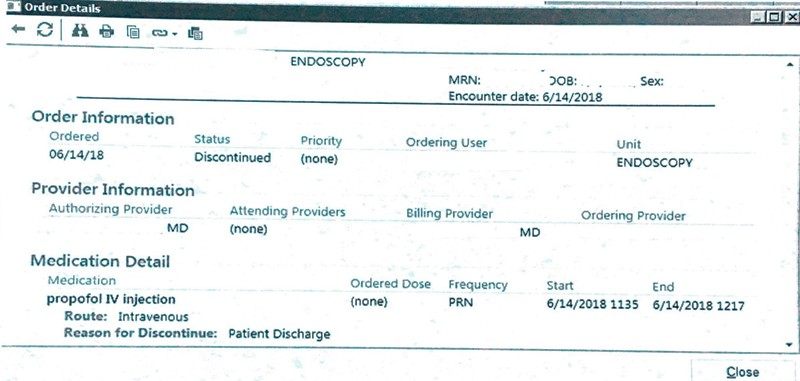 Order Details
ENDOSCOPY
MRN: DOB: Sex:
Encounter date: 6/14/2018
Order Information
Ordered Status Priority Ordering User Unit
06/14/18 Discontinued (none) ENDOSCOPY
Provider Information
Authorizing Provider Attending Providers Billing Provider Ordering Provider
MD (none) MD
Medication Detail
Medication Ordered Dose Frequency Start End
propofol IV injection (none) PRN 6/14/2018 1135 6/14/2018 1217
Route: Intravenous
Reason for Discontinue: Patient Discharge
Close